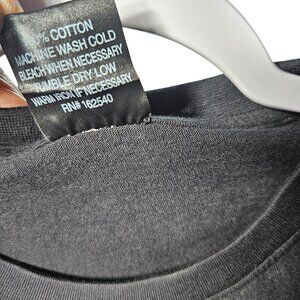 % COTTON
MACHINE WASH COLD
BLEACH WHEN NECESSARY
TUMBLE DRY LOW
WARM IRON IF NECESSARY
RN# 162540